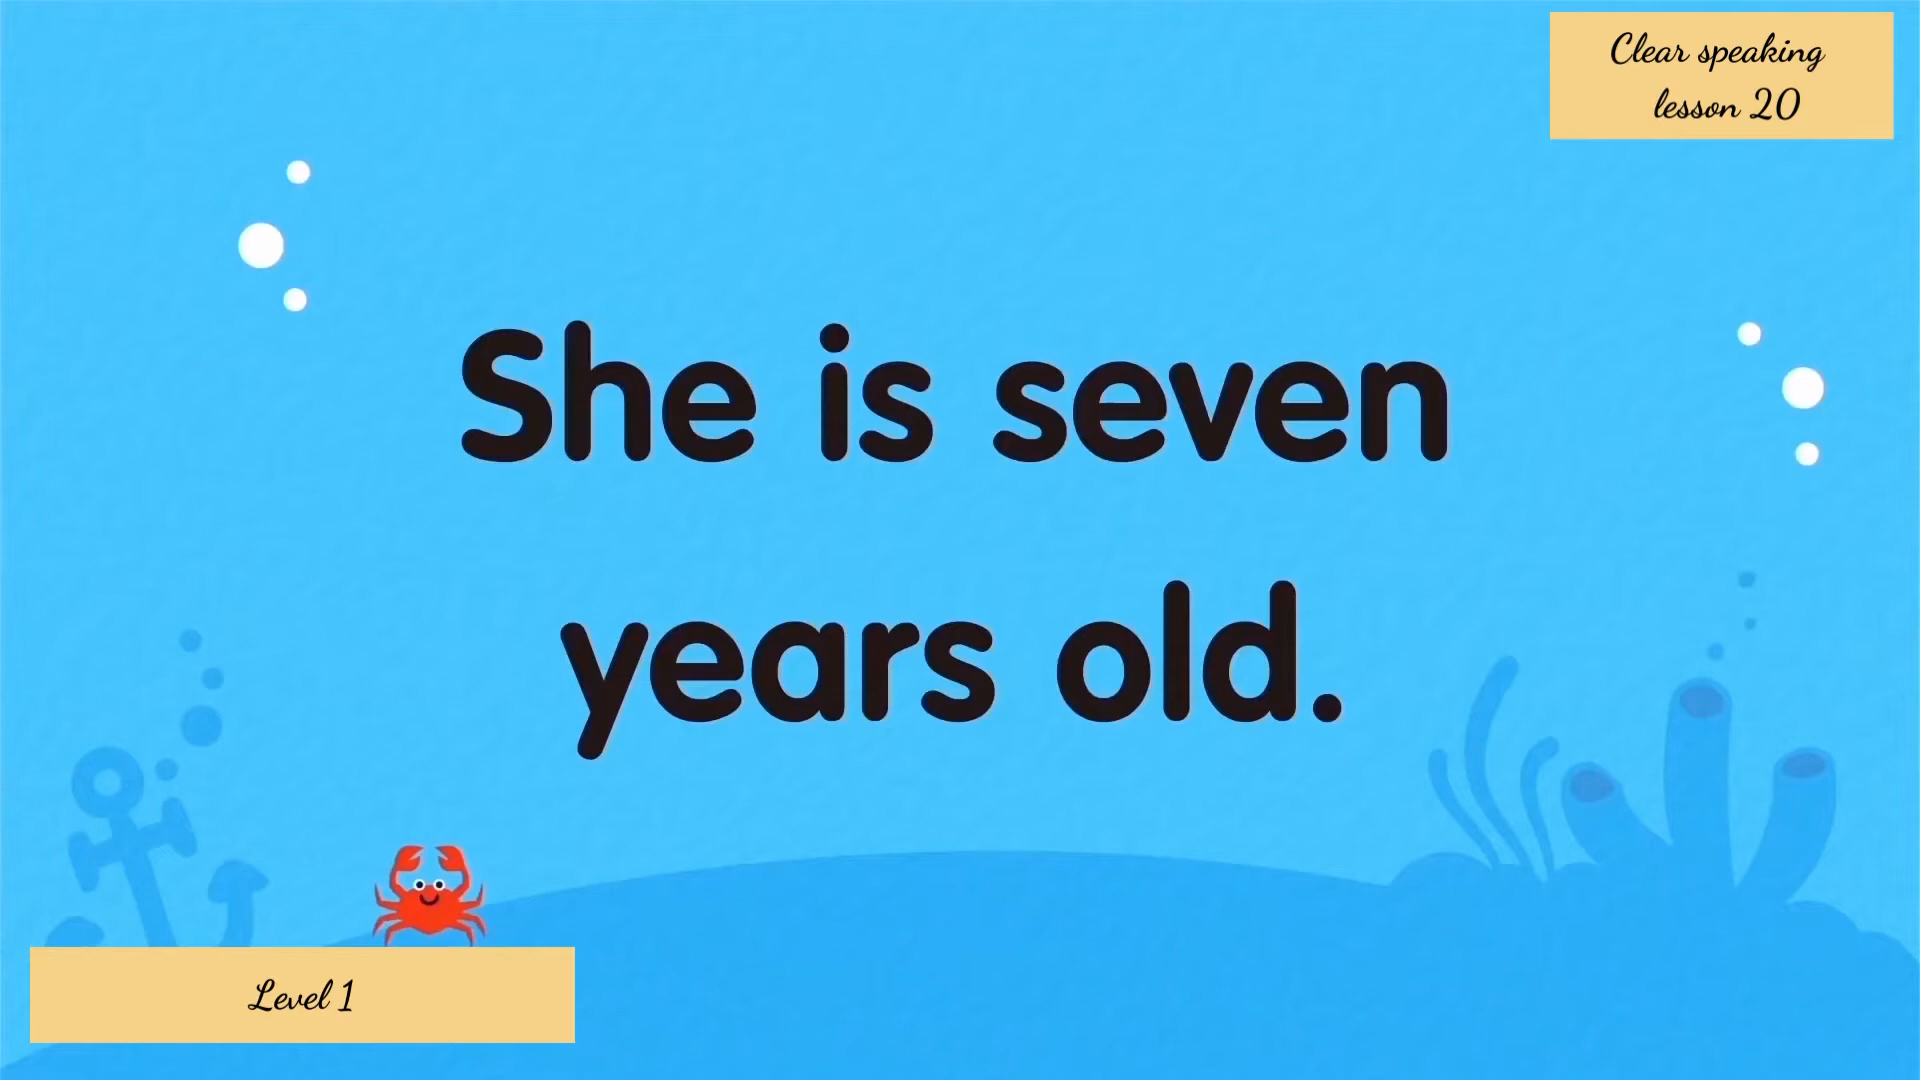 Clear speaking
lesson 20
She is seven
years old.
Level 1